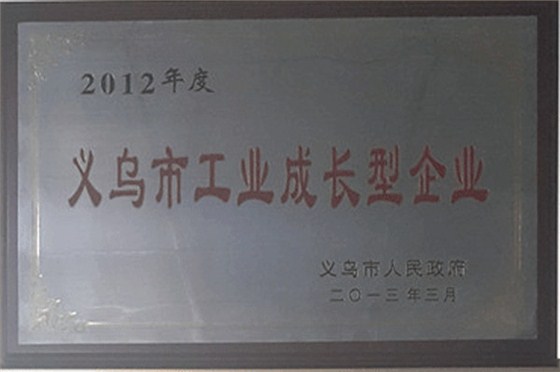 2012年度
义乌市工业成长型企业
义乌市人民政府
二〇一三年三月